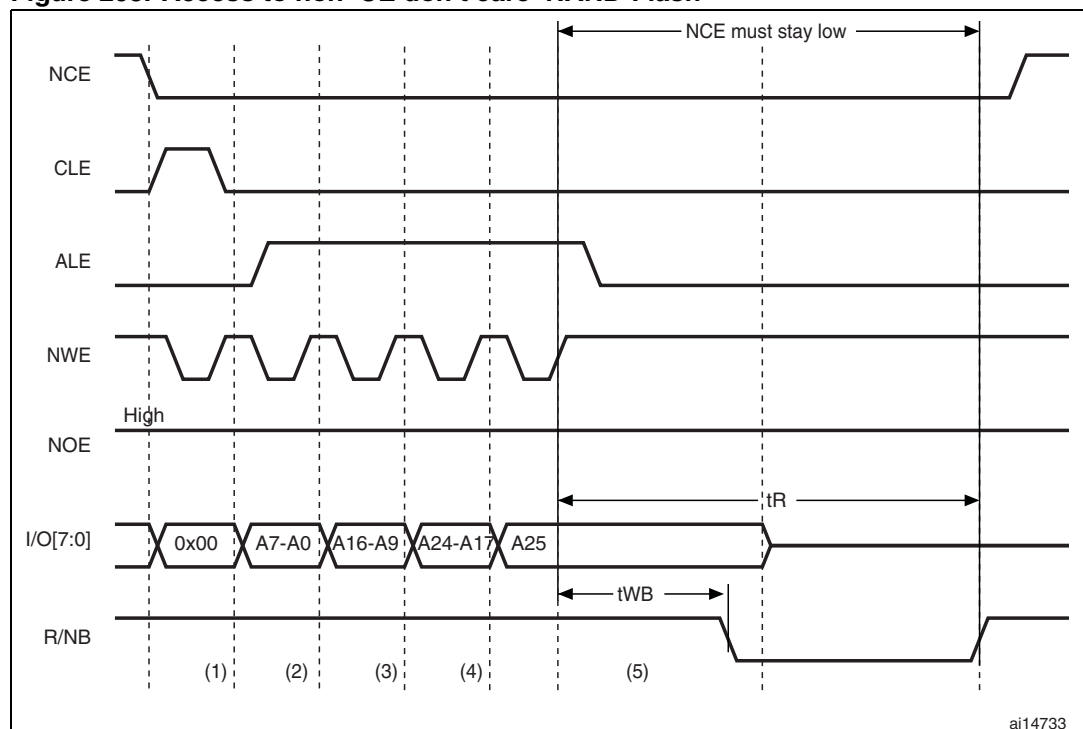 Figure 203. Access to non 'CE don't care' NAND-Flash
NCE must stay low
NCE
CLE
ALE
NWE
High
NOE
tR
I/O[7:0]
0x00
A7-A0
A16-A9
A24-A17
A25
tWB
R/NB
(1)
(2)
(3)
(4)
(5)
ai14733